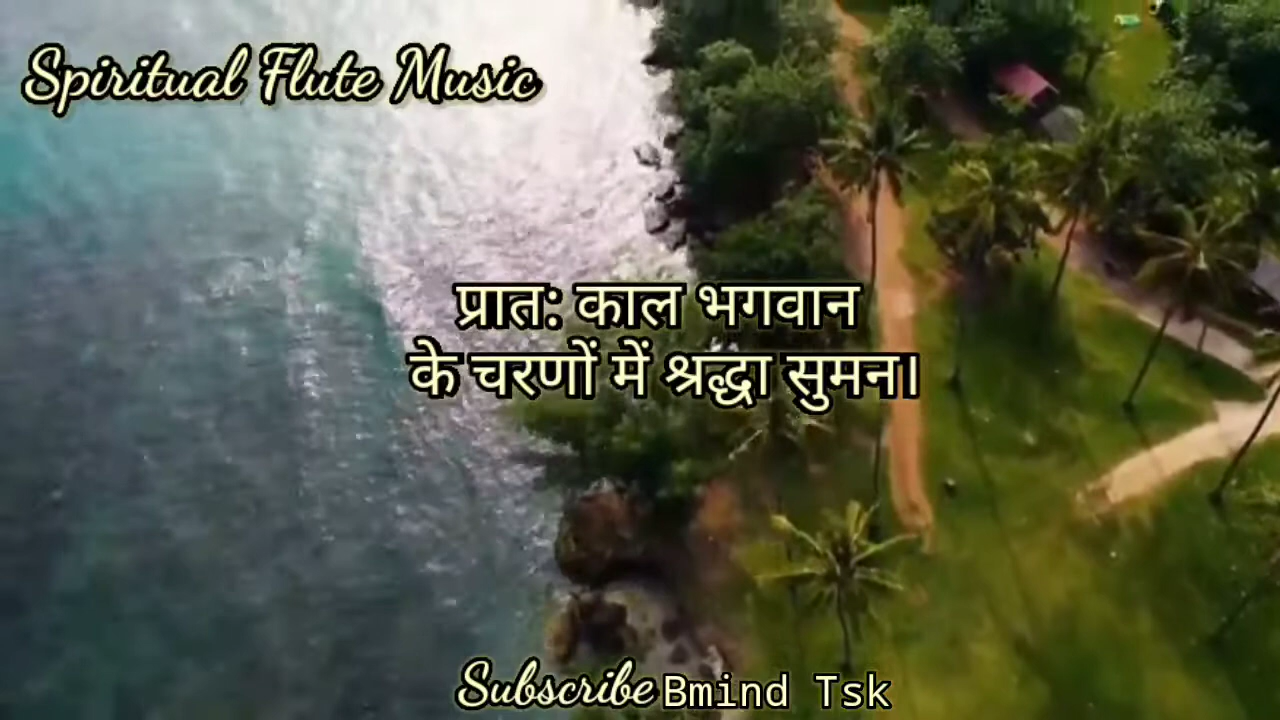 Spiritual Flute Music
प्रात: काल भगवान
के चरणों में श्रद्धा सुमन।
Subscribe Bmind Tsk